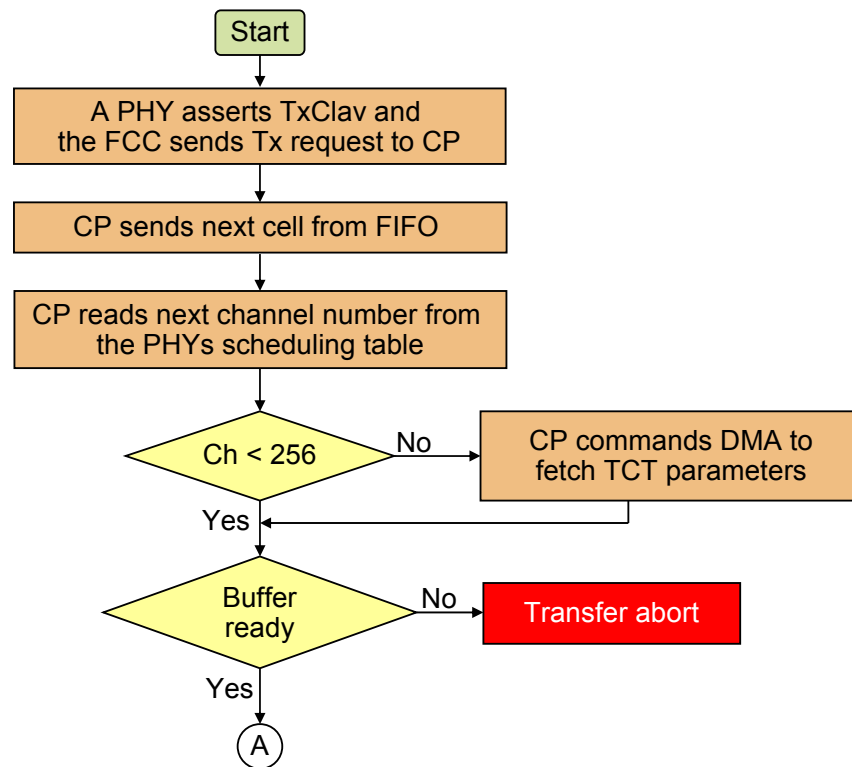 Start
A PHY asserts TxClav and
the FCC sends Tx request to CP
CP sends next cell from FIFO
CP reads next channel number from
the PHYs scheduling table
Ch < 256
No
CP commands DMA to
fetch TCT parameters
Yes
Buffer
ready
No
Transfer abort
Yes
A